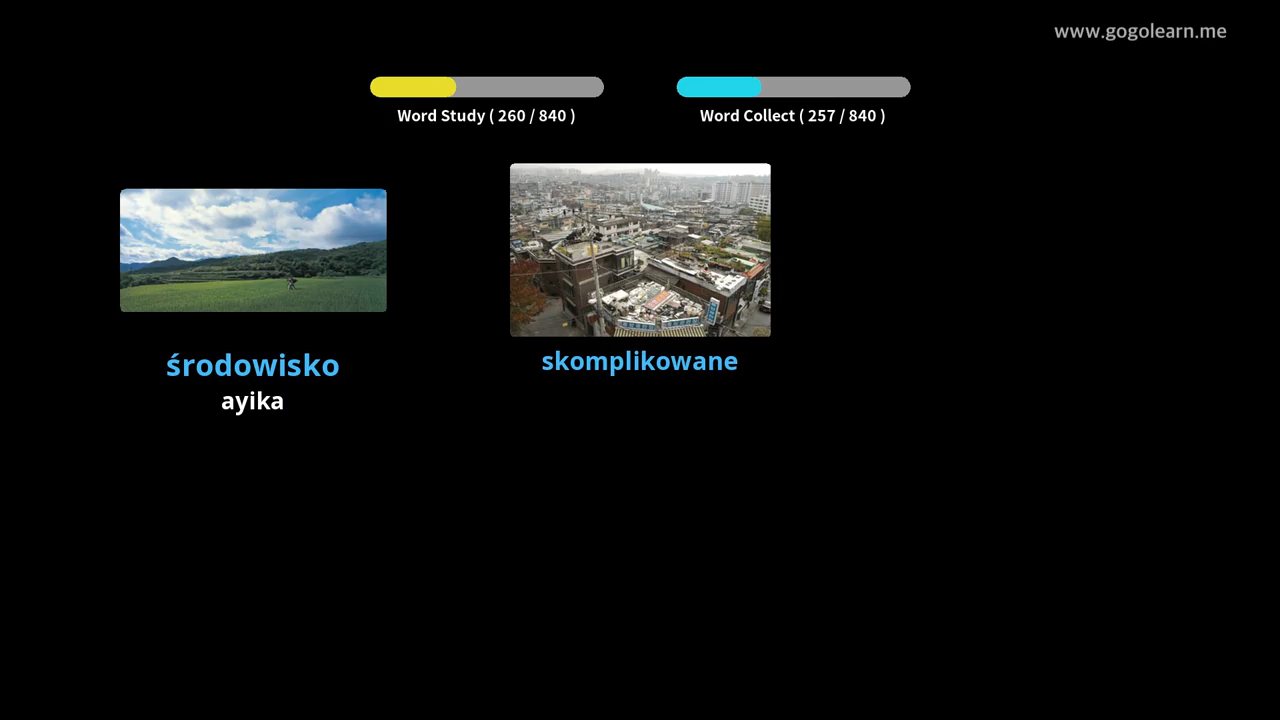 www.gogolearn.me
Word Study ( 260 / 840 )
Word Collect ( 257 / 840 )
środowisko
ayika
skomplikowane